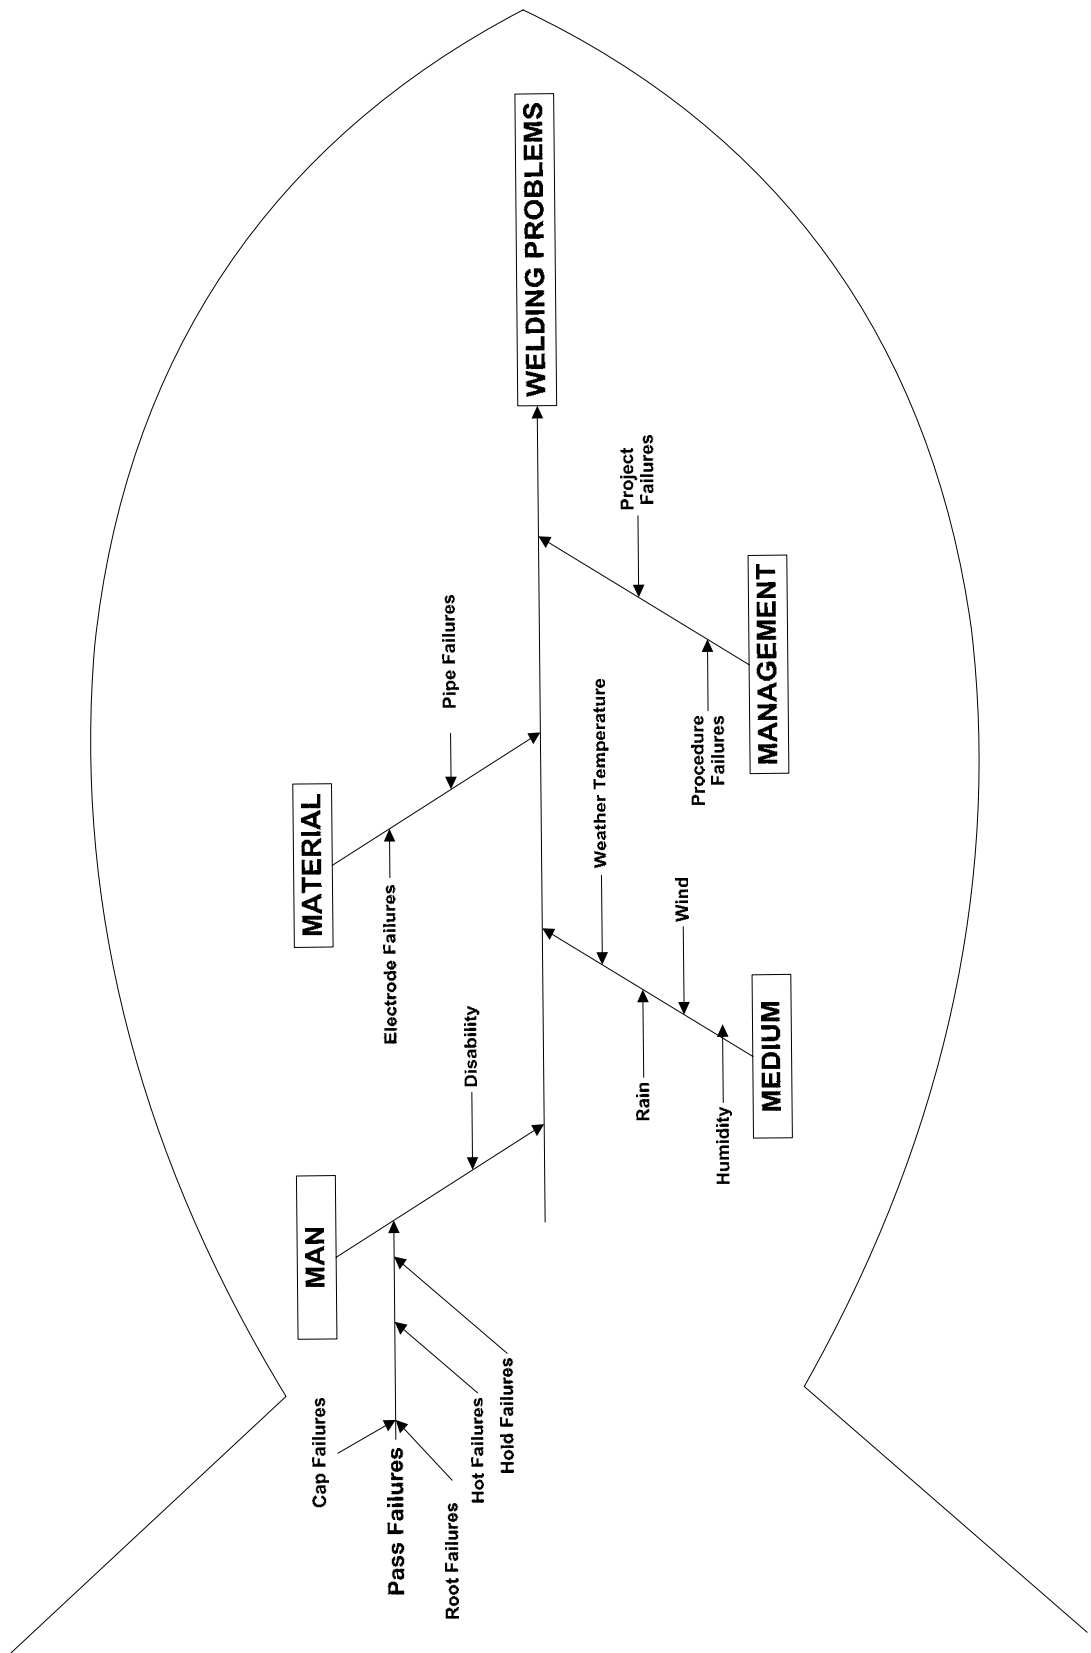 WELDING PROBLEMS
MAN
Cap Failures
Pass Failures
Root Failures
Hot Failures
Hold Failures
Disability
MATERIAL
Electrode Failures
Pipe Failures
MEDIUM
Humidity
Rain
Wind
Weather Temperature
MANAGEMENT
Procedure
Failures
Project
Failures